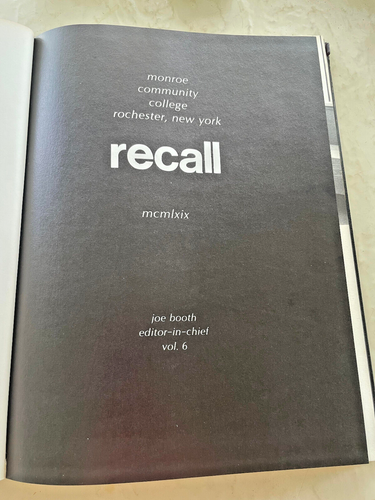 monroe
community
college
rochester, new york
recall
mcmlxix
joe booth
editor-in-chief
vol. 6